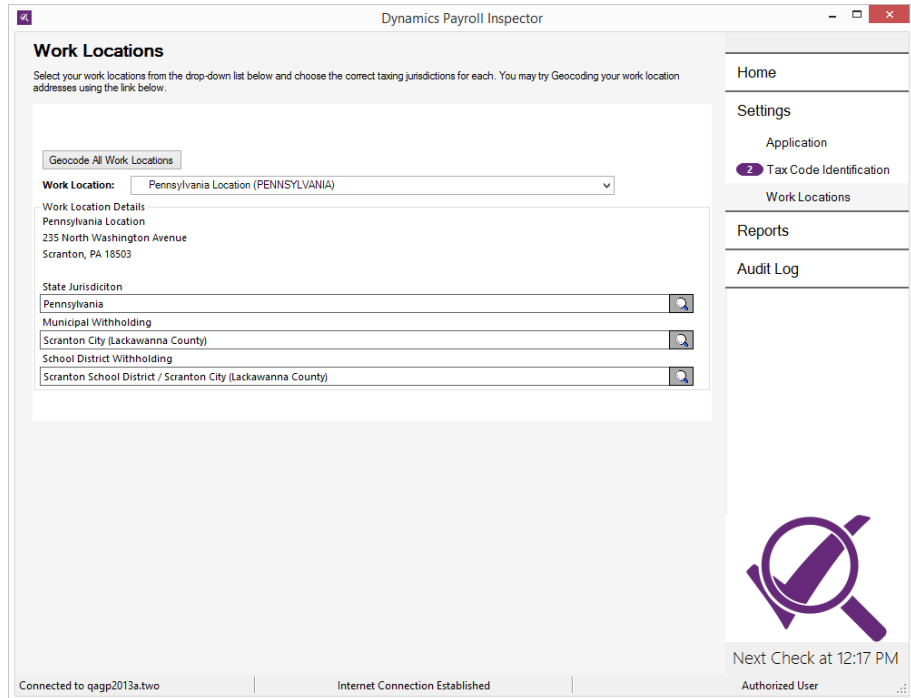 Dynamics Payroll Inspector
Work Locations
Select your work locations from the drop-down list below and choose the correct taxing jurisdictions for each. You may try Geocoding your work location
addresses using the link below.
Geocode All Work Locations
Work Location: Pennsylvania Location (PENNSYLVANIA)
Work Location Details
Pennsylvania Location
235 North Washington Avenue
Scranton, PA 18503
State Jurisdiciton
Pennsylvania
Municipal Withholding
Scranton City (Lackawanna County)
School District Withholding
Scranton School District / Scranton City (Lackawanna County)
Home
Settings
Application
2 Tax Code Identification
Work Locations
Reports
Audit Log
Next Check at 12:17 PM
Connected to qagp2013a.two Internet Connection Established Authorized User